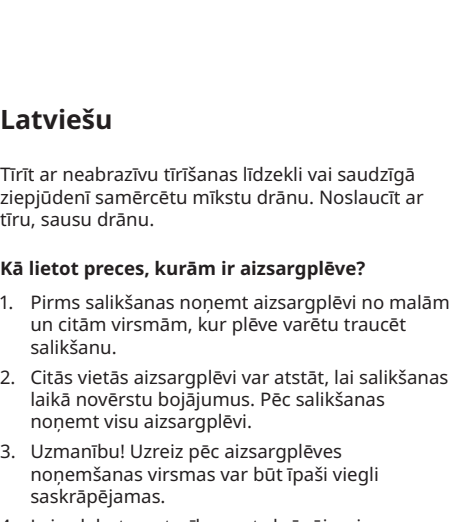 Latviešu
Tīrīt ar neabrazīvu tīrīšanas līdzekli vai saudzīgā
ziepjūdenī samērcētu mīkstu drānu. Noslaucīt ar
tīru, sausu drānu.
Kā lietot preces, kurām ir aizsargplēve?
1. Pirms salikšanas noņemt aizsargplēvi no malām
un citām virsmām, kur plēve varētu traucēt
salikšanu.
2. Citās vietās aizsargplēvi var atstāt, lai salikšanas
laikā novērstu bojājumus. Pēc salikšanas
noņemt visu aizsargplēvi.
3. Uzmanību! Uzreiz pēc aizsargplēves
noņemšanas virsmas var būt īpaši viegli
saskrāpējamas.